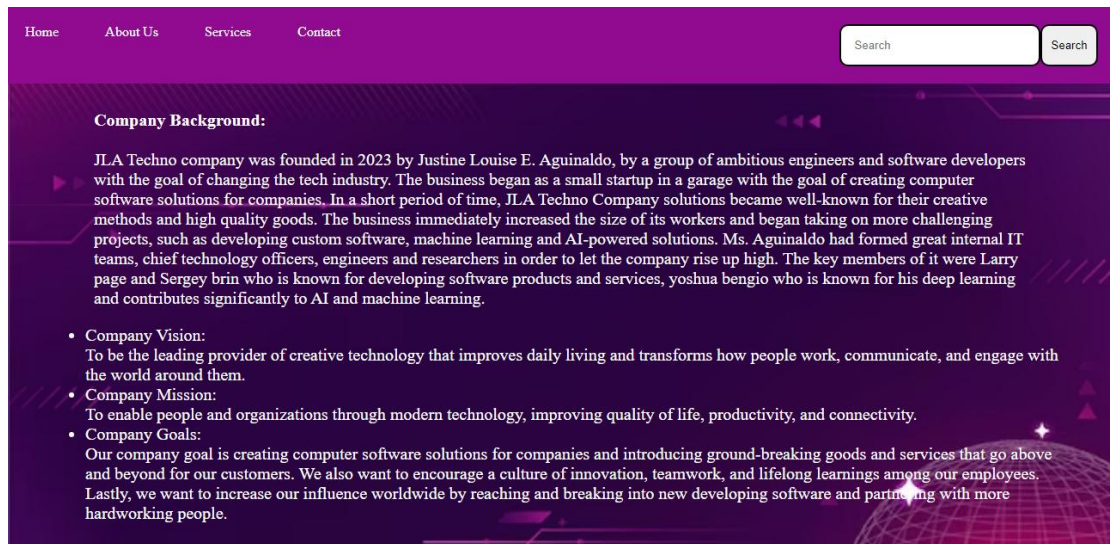 Home About Us Services Contact Search Search
Company Background:
JLA Techno company was founded in 2023 by Justine Louise E. Aguinaldo, by a group of ambitious engineers and software developers
with the goal of changing the tech industry. The business began as a small startup in a garage with the goal of creating computer
software solutions for companies. In a short period of time, JLA Techno Company solutions became well-known for their creative
methods and high quality goods. The business immediately increased the size of its workers and began taking on more challenging
projects, such as developing custom software, machine learning and AI-powered solutions. Ms. Aguinaldo had formed great internal IT
teams, chief technology officers, engineers and researchers in order to let the company rise up high. The key members of it were Larry
page and Sergey brin who is known for developing software products and services, yoshua bengio who is known for his deep learning
and contributes significantly to AI and machine learning.
• Company Vision:
To be the leading provider of creative technology that improves daily living and transforms how people work, communicate, and engage with
the world around them.
• Company Mission:
To enable people and organizations through modern technology, improving quality of life, productivity, and connectivity.
• Company Goals:
Our company goal is creating computer software solutions for companies and introducing ground-breaking goods and services that go above
and beyond for our customers. We also want to encourage a culture of innovation, teamwork, and lifelong learnings among our employees.
Lastly, we want to increase our influence worldwide by reaching and breaking into new developing software and partnering with more
hardworking people.